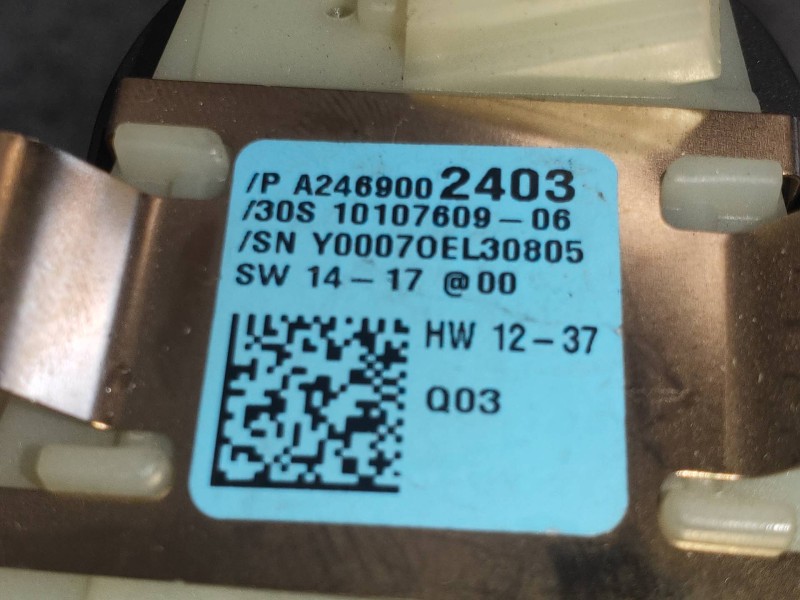 /P A246900 2403
/30S 10107609-06
/SN Y00070EL30805
SW 14-17 @00
HW 12-37
Q03